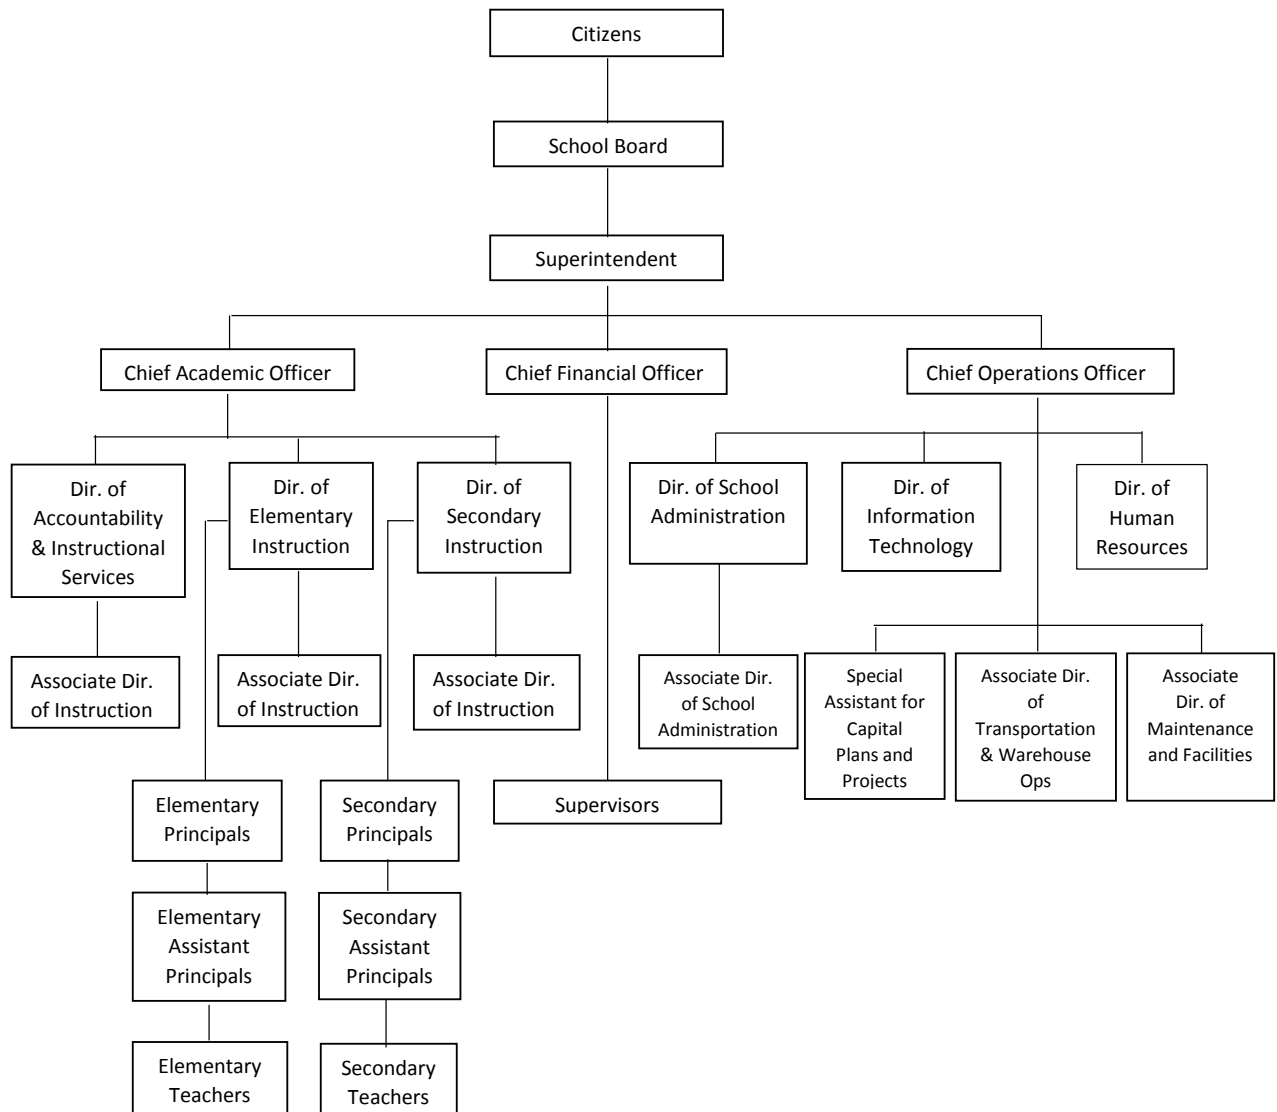 Citizens
School Board
Superintendent
Chief Academic Officer
Chief Financial Officer
Chief Operations Officer
Dir. of
Accountability
& Instructional
Services
Dir. of
Elementary
Instruction
Dir. of
Secondary
Instruction
Dir. of School
Administration
Dir. of
Information
Technology
Dir. of
Human
Resources
Associate Dir.
of Instruction
Associate Dir.
of Instruction
Associate Dir.
of Instruction
Associate Dir.
of School
Administration
Special
Assistant for
Capital
Plans and
Projects
Associate Dir.
of
Transportation
& Warehouse
Ops
Associate
Dir. of
Maintenance
and Facilities
Elementary
Principals
Secondary
Principals
Supervisors
Elementary
Assistant
Principals
Secondary
Assistant
Principals
Elementary
Teachers
Secondary
Teachers